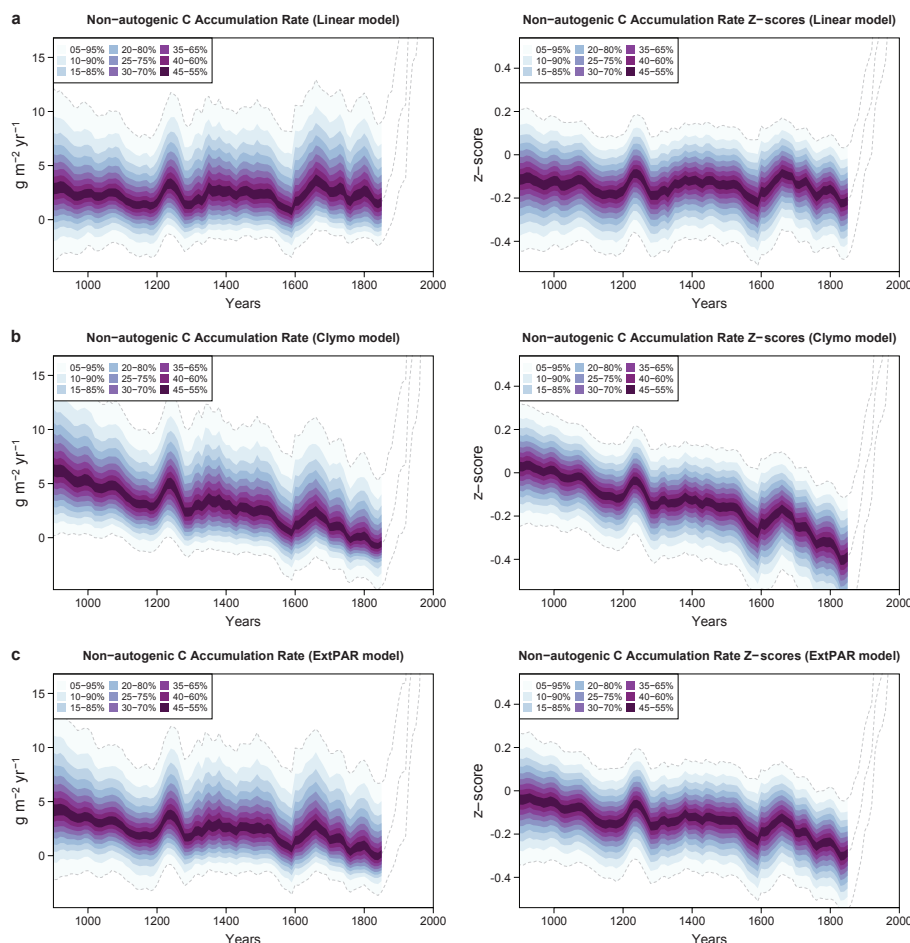 a
Non−autogenic C Accumulation Rate (Linear model)
05−95% 20−80% 35−65%
10−90% 25−75% 40−60%
15−85% 30−70% 45−55%
15
10
5
0
g m−2 yr−1
1000 1200 1400 1600 1800 2000
Years
Non−autogenic C Accumulation Rate Z−scores (Linear model)
05−95% 20−80% 35−65%
10−90% 25−75% 40−60%
15−85% 30−70% 45−55%
0.4
0.2
0
-0.2
-0.4
z−score
1000 1200 1400 1600 1800 2000
Years
b
Non−autogenic C Accumulation Rate (Clymo model)
05−95% 20−80% 35−65%
10−90% 25−75% 40−60%
15−85% 30−70% 45−55%
15
10
5
0
g m−2 yr−1
1000 1200 1400 1600 1800 2000
Years
Non−autogenic C Accumulation Rate Z−scores (Clymo model)
05−95% 20−80% 35−65%
10−90% 25−75% 40−60%
15−85% 30−70% 45−55%
0.4
0.2
0
-0.2
-0.4
z−score
1000 1200 1400 1600 1800 2000
Years
c
Non−autogenic C Accumulation Rate (ExtPAR model)
05−95% 20−80% 35−65%
10−90% 25−75% 40−60%
15−85% 30−70% 45−55%
15
10
5
0
g m−2 yr−1
1000 1200 1400 1600 1800 2000
Years
Non−autogenic C Accumulation Rate Z−scores (ExtPAR model)
05−95% 20−80% 35−65%
10−90% 25−75% 40−60%
15−85% 30−70% 45−55%
0.4
0.2
0
-0.2
-0.4
z−score
1000 1200 1400 1600 1800 2000
Years